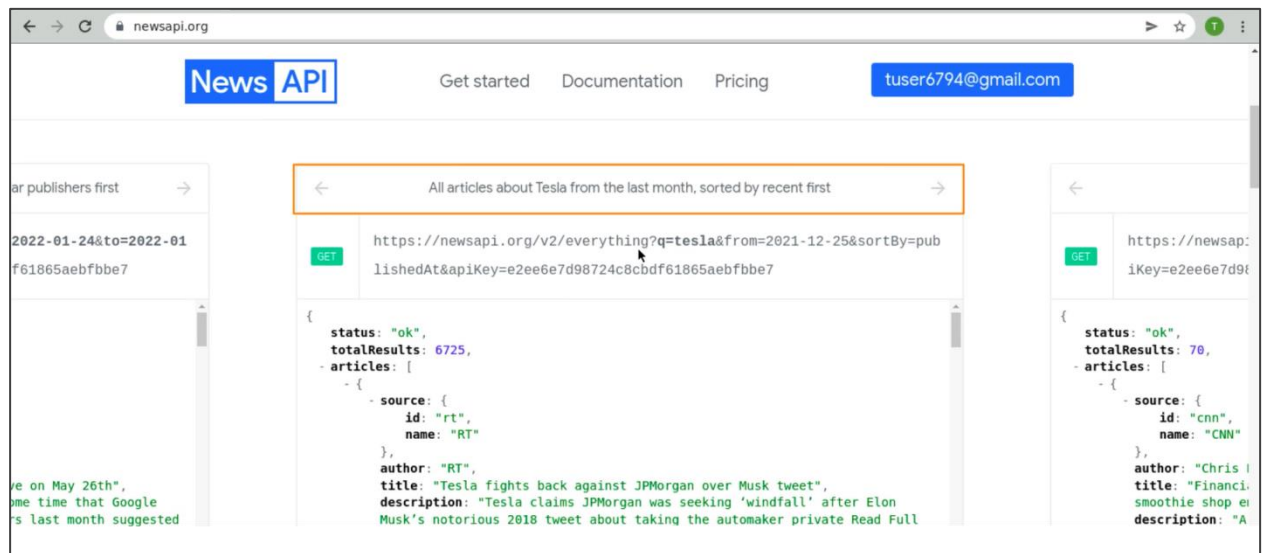 newsapi.org
T
News API
Get started Documentation Pricing
tuser6794@gmail.com
ar publishers first
2022-01-24&to=2022-01
f61865aebfbbe7
ve on May 26th",
ome time that Google
rs last month suggested
All articles about Tesla from the last month, sorted by recent first
GET
https://newsapi.org/v2/everything?q=tesla&from=2021-12-25&sortBy=pub
lishedAt&apiKey=e2ee6e7d98724c8cbdf61865aebfbbe7
{
status: "ok",
totalResults: 6725,
- articles: [
- {
- source: {
id: "rt",
name: "RT"
},
author: "RT",
title: "Tesla fights back against JPMorgan over Musk tweet",
description: "Tesla claims JPMorgan was seeking ‘windfall’ after Elon
Musk’s notorious 2018 tweet about taking the automaker private Read Full
GET
https://newsap
iKey=e2ee6e7d98
{
status: "ok",
totalResults: 70,
- articles: [
- {
- source: {
id: "cnn",
name: "CNN"
},
author: "Chris
title: "Financi
smoothie shop e
description: "A